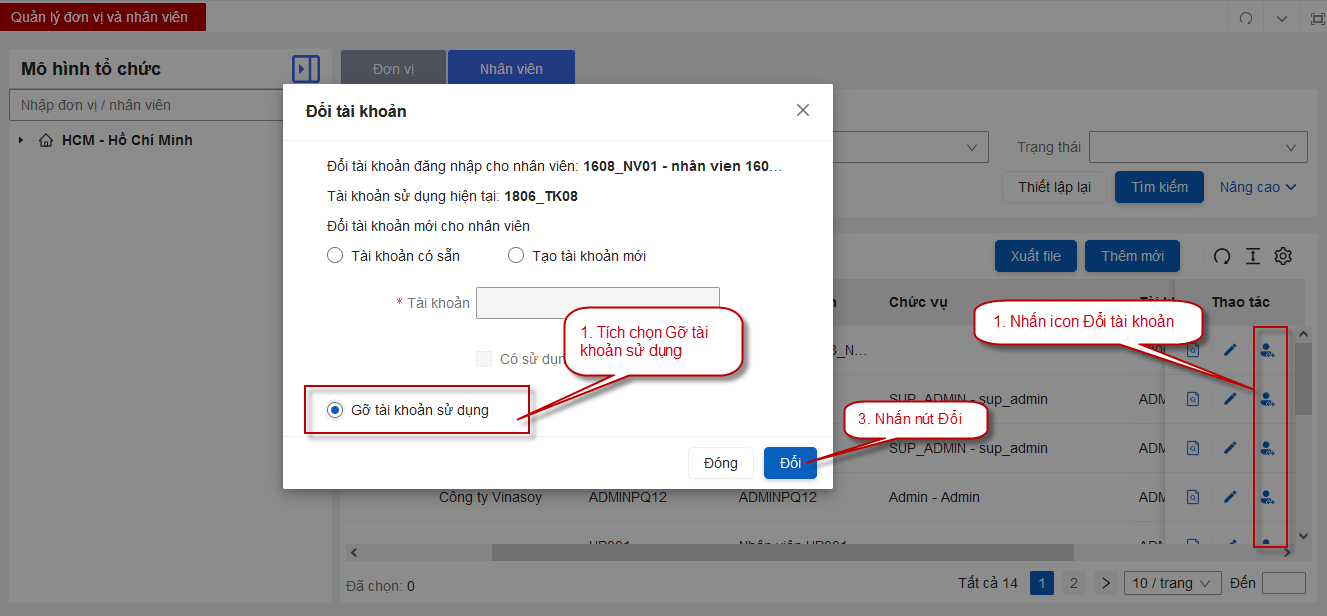 Quản lý đơn vị và nhân viên
Mô hình tổ chức
Đơn vị
Nhân viên
Nhập đơn vị / nhân viên
HCM - Hồ Chí Minh
Trạng thái
Thiết lập lại
Tìm kiếm
Nâng cao
Xuất file
Thêm mới
Chức vụ
Thao tác
Đổi tài khoản
Đổi tài khoản đăng nhập cho nhân viên: 1608_NV01 - nhân vien 160...
Tài khoản sử dụng hiện tại: 1806_TK08
Đổi tài khoản mới cho nhân viên
Tài khoản có sẵn
Tạo tài khoản mới
* Tài khoản
Có sử dụn
Gỡ tài khoản sử dụng
Đóng
Đổi
1. Tích chọn Gỡ tài
khoản sử dụng
1. Nhấn icon Đổi tài khoản
3. Nhấn nút Đổi
SUP_ADMIN - sup_admin
ADM
SUP_ADMIN - sup_admin
ADM
Công ty Vinasoy
ADMINPQ12
ADMINPQ12
Admin - Admin
ADM
Đã chọn: 0
Tất cả 14
1
2
10 / trang
Đến